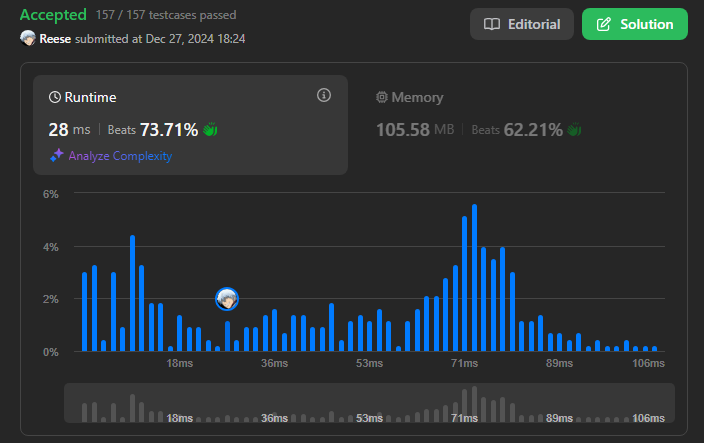 Accepted 157 / 157 testcases passed
Reese submitted at Dec 27, 2024 18:24
Editorial
Solution
Runtime
28 ms | Beats 73.71%
Analyze Complexity
Memory
105.58 MB | Beats 62.21%
6%
4%
2%
0%
18ms 36ms 53ms 71ms 89ms 106ms
18ms 36ms 53ms 71ms 89ms 106ms